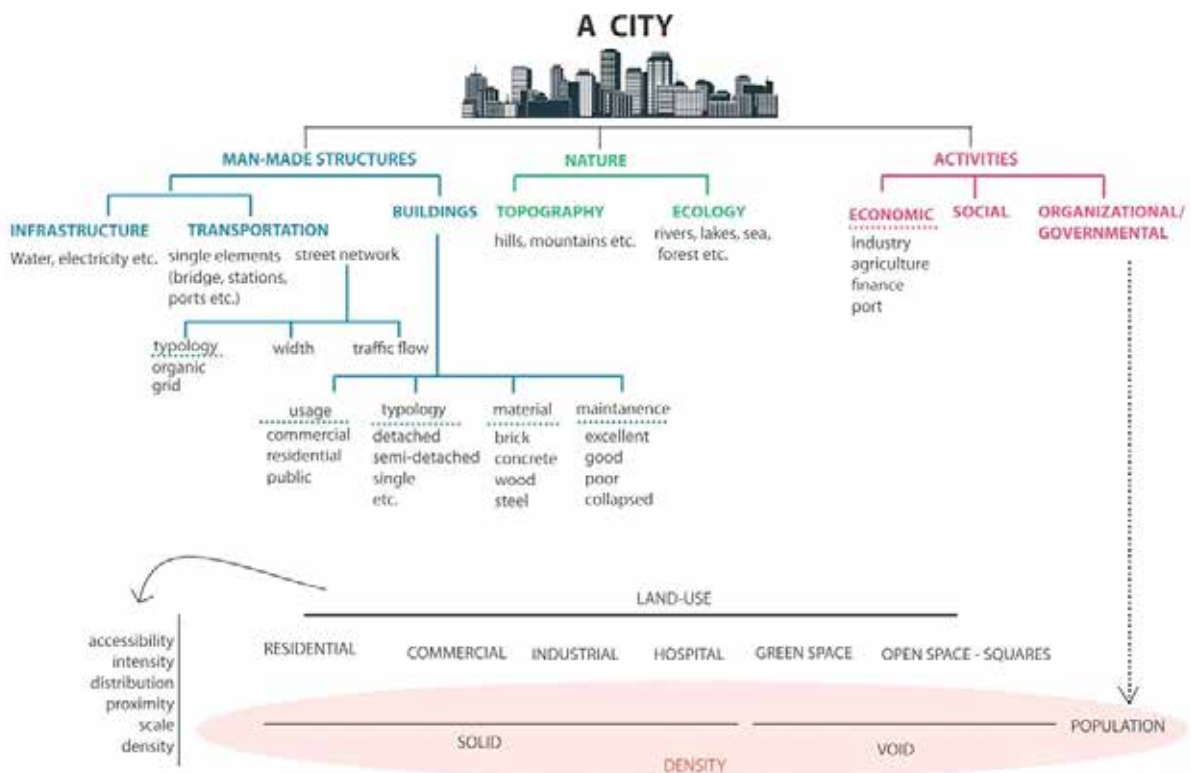 A CITY
MAN-MADE STRUCTURES
NATURE
ACTIVITIES
INFRASTRUCTURE
Water, electricity etc.
TRANSPORTATION
single elements
(bridge, stations,
ports etc.)
street network
BUILDINGS
TOPOGRAPHY
hills, mountains etc.
ECOLOGY
rivers, lakes, sea,
forest etc.
ECONOMIC
industry
agriculture
finance
port
SOCIAL
ORGANIZATIONAL/
GOVERNMENTAL
typology
organic
grid
width
traffic flow
usage
commercial
residential
public
typology
detached
semi-detached
single
etc.
material
brick
concrete
wood
steel
maintanence
excellent
good
poor
collapsed
LAND-USE
accessibility
intensity
distribution
proximity
scale
density
RESIDENTIAL
COMMERCIAL
INDUSTRIAL
HOSPITAL
GREEN SPACE
OPEN SPACE - SQUARES
POPULATION
SOLID
VOID
DENSITY